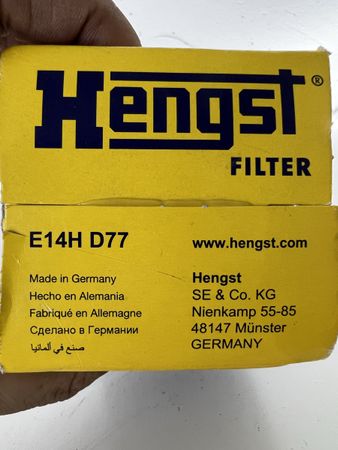 Hengst®
FILTER
E14H D77
www.hengst.com
Made in Germany
Hecho en Alemania
Fabriqué en Allemagne
Сделано в Германии
صنع في ألمانيا
Hengst
SE & Co. KG
Nienkamp 55-85
48147 Münster
GERMANY